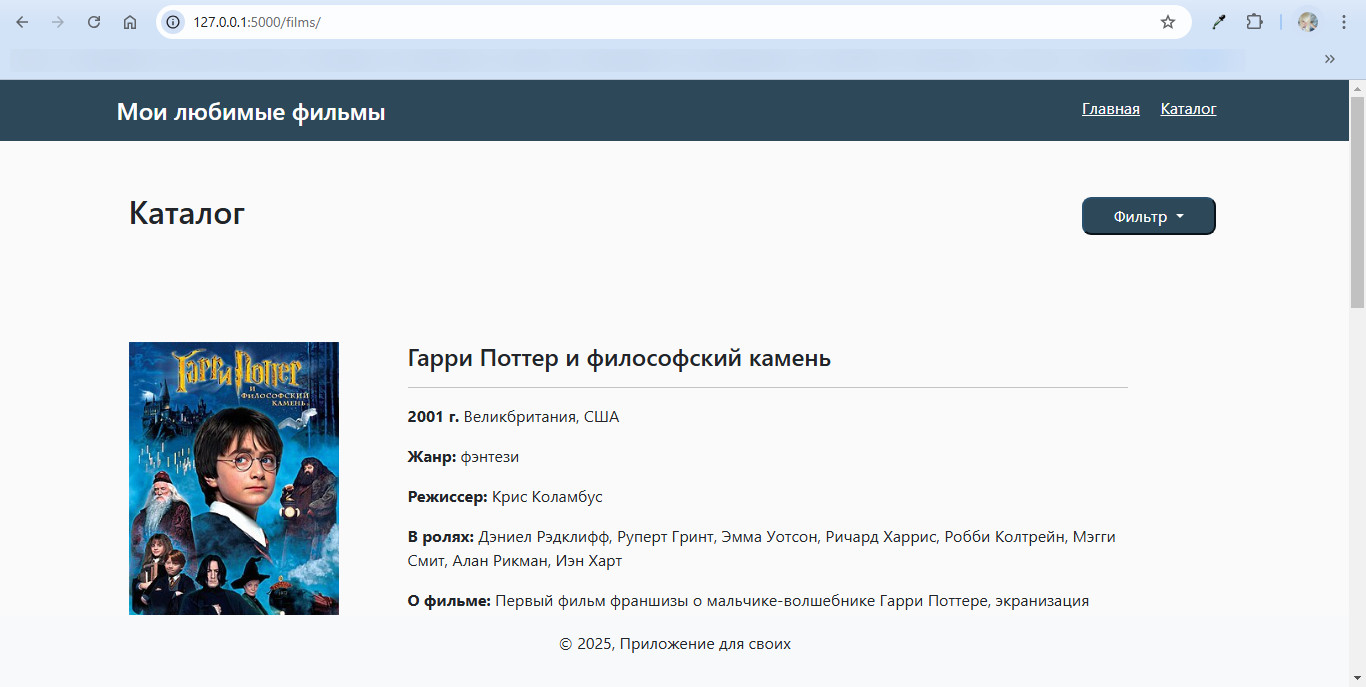 127.0.0.1:5000/films/
Мои любимые фильмы
Главная Каталог
Каталог
Фильтр
Гарри Поттер
и
философский
камень
Гарри Поттер и философский камень
2001 г. Великбритания, США
Жанр: фэнтези
Режиссер: Крис Коламбус
В ролях: Дэниел Рэдклифф, Руперт Гринт, Эмма Уотсон, Ричард Харрис, Робби Колтрейн, Мэгги
Смит, Алан Рикман, Иэн Харт
О фильме: Первый фильм франшизы о мальчике-волшебнике Гарри Поттере, экранизация
© 2025, Приложение для своих